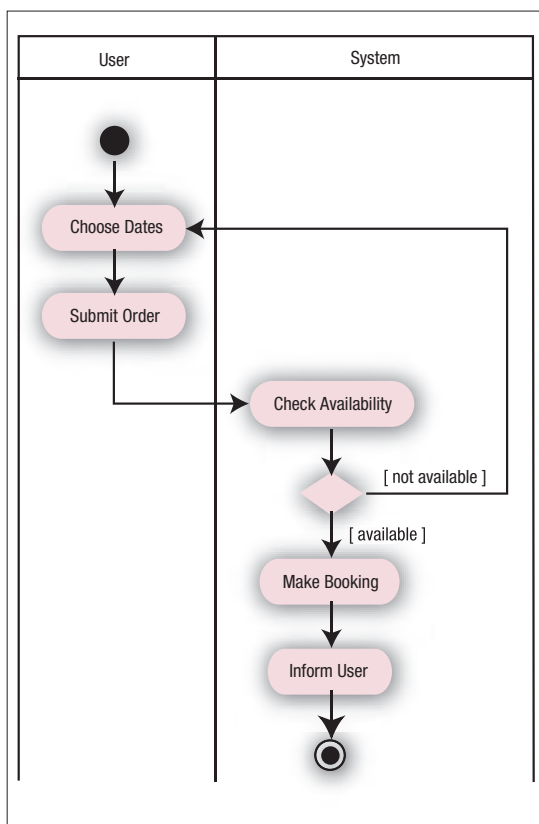 User
System
Choose Dates
Submit Order
Check Availability
[ not available ]
[ available ]
Make Booking
Inform User